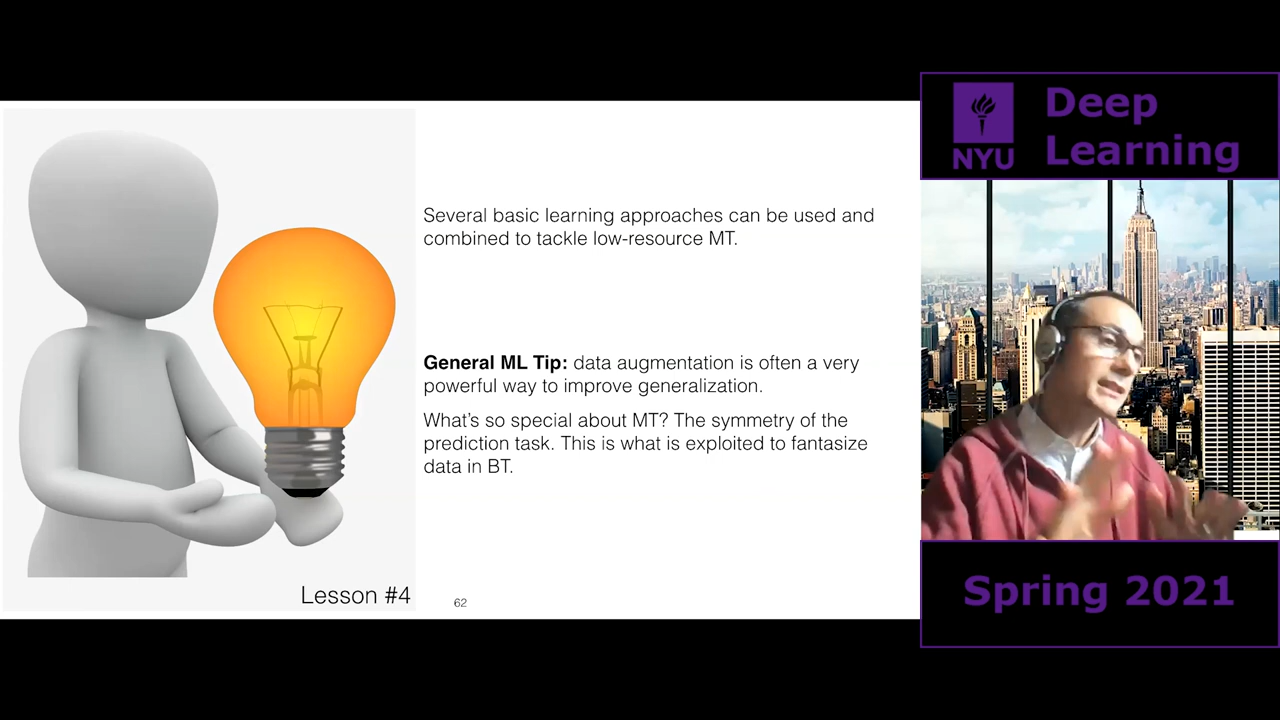 Several basic learning approaches can be used and
combined to tackle low-resource MT.
General ML Tip: data augmentation is often a very
powerful way to improve generalization.
What's so special about MT? The symmetry of the
prediction task. This is what is exploited to fantasize
data in BT.
Lesson #4
62
NYU
Deep
Learning
Spring 2021